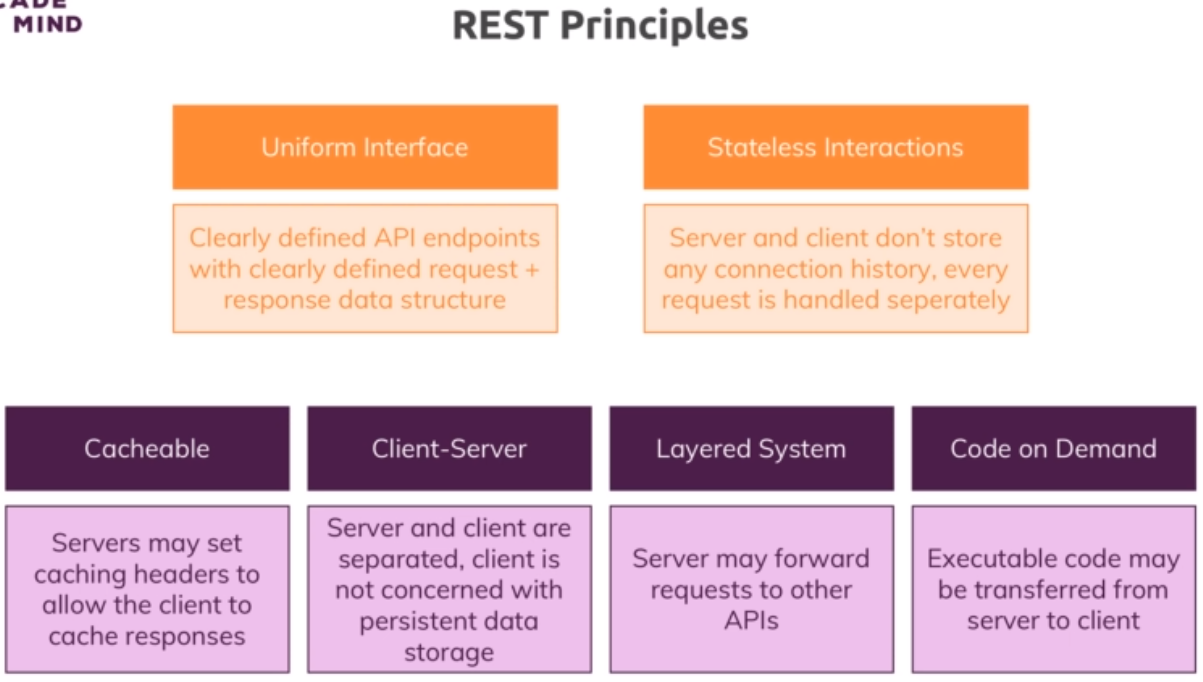 MIND
REST Principles
Uniform Interface
Stateless Interactions
Clearly defined API endpoints
with clearly defined request +
response data structure
Server and client don't store
any connection history, every
request is handled seperately
Cacheable
Client-Server
Layered System
Code on Demand
Servers may set
caching headers to
allow the client to
cache responses
Server and client are
separated, client is
not concerned with
persistent data
storage
Server may forward
requests to other
APIs
Executable code may
be transferred from
server to client